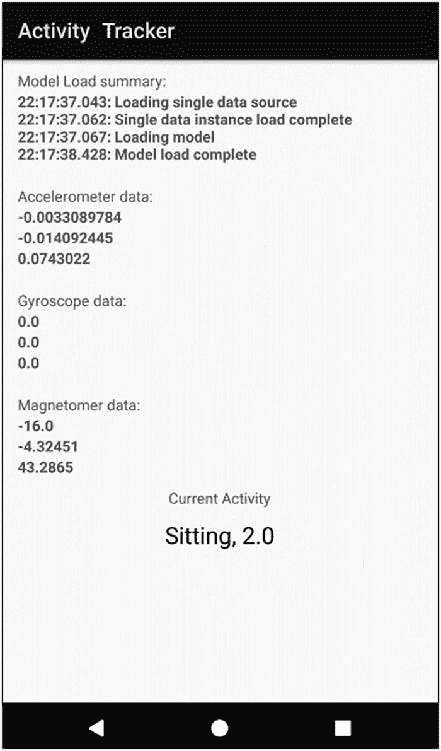 Activity Tracker
Model Load summary:
22:17:37.043: Loading single data source
22:17:37.062: Single data instance load complete
22:17:37.067: Loading model
22:17:38.428: Model load complete
Accelerometer data:
-0.0033089784
-0.014092445
0.0743022
Gyroscope data:
0.0
0.0
0.0
Magnetomer data:
-16.0
-4.32451
43.2865
Current Activity
Sitting, 2.0